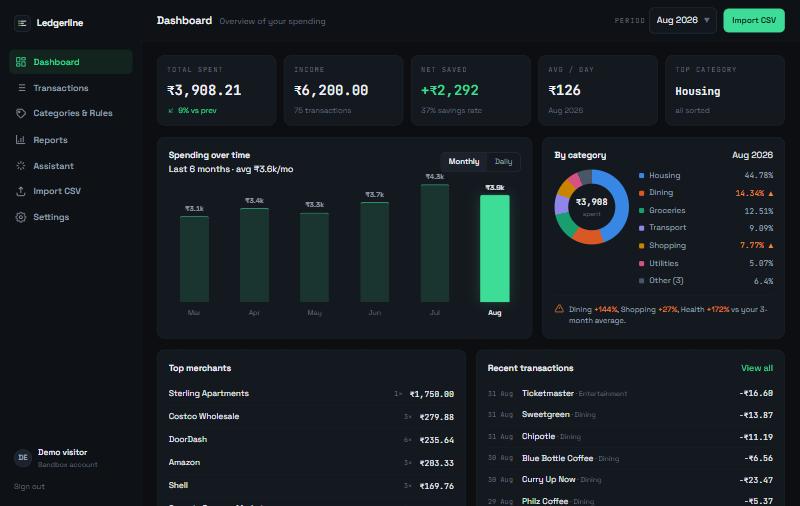 Ledgerline
Dashboard
Transactions
Categories & Rules
Reports
Assistant
Import CSV
Settings
DE
Demo visitor
Sandbox account
Sign out
Dashboard Overview of your spending
PERIOD Aug 2026 ▼ Import CSV
TOTAL SPENT
₹3,908.21
↙ 9% vs prev
INCOME
₹6,200.00
75 transactions
NET SAVED
+₹2,292
37% savings rate
AVG / DAY
₹126
Aug 2026
TOP CATEGORY
Housing
all sorted
Spending over time
Last 6 months · avg ₹3.6k/mo
Monthly Daily
₹3.1k ₹3.4k ₹3.3k ₹3.7k ₹4.3k ₹3.9k
Mar Apr May Jun Jul Aug
By category Aug 2026
₹3,908
spent
Housing 44.78%
Dining 14.34% ▲
Groceries 12.51%
Transport 9.09%
Shopping 7.77% ▲
Utilities 5.07%
Other (3) 6.4%
Dining +144%, Shopping +27%, Health +172% vs your 3-
month average.
Top merchants
Sterling Apartments 1× ₹1,750.00
Costco Wholesale 3× ₹279.88
DoorDash 6× ₹235.64
Amazon 3× ₹203.33
Shell 3× ₹169.76
Recent transactions View all
31 Aug Ticketmaster · Entertainment -₹16.60
31 Aug Sweetgreen · Dining -₹13.87
31 Aug Chipotle · Dining -₹11.19
30 Aug Blue Bottle Coffee · Dining -₹6.56
30 Aug Curry Up Now · Dining -₹23.47
29 Aug Philz Coffee · Dining -₹5.37